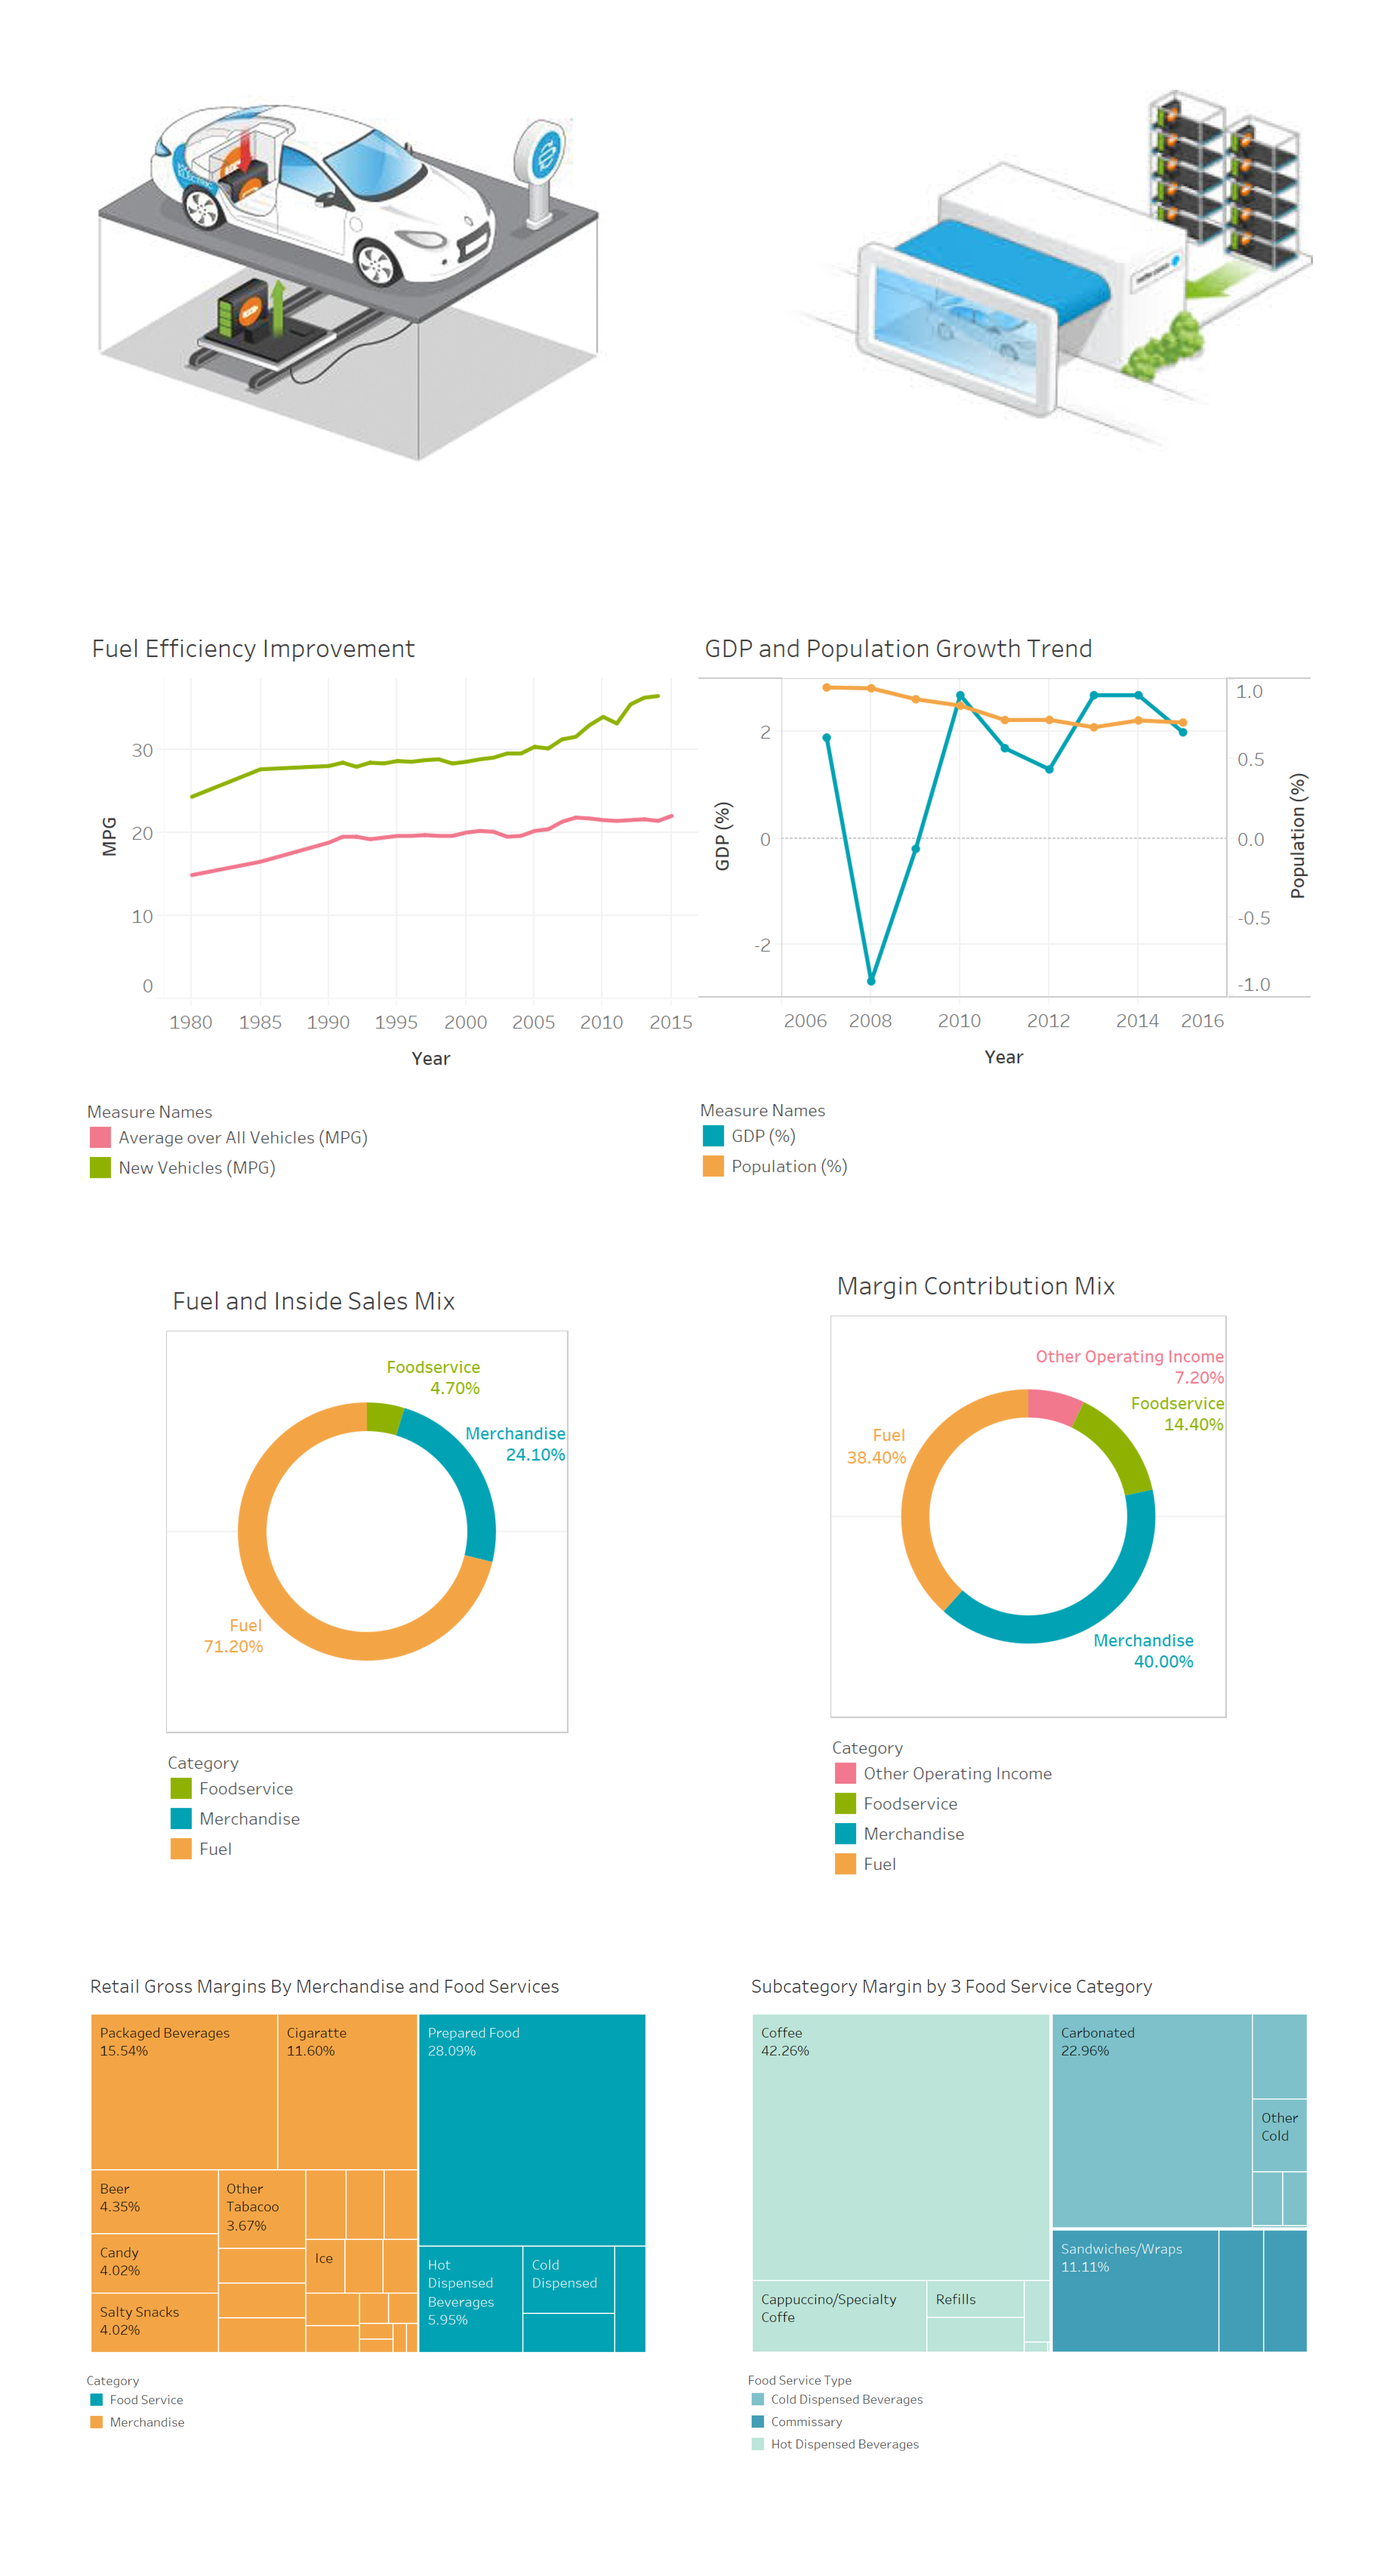 Fuel Efficiency Improvement
30
20
10
0
MPG
1980 1985 1990 1995 2000 2005 2010 2015
Year
Measure Names
Average over All Vehicles (MPG)
New Vehicles (MPG)
GDP and Population Growth Trend
2
0
-2
GDP (%)
1.0
0.5
0.0
-0.5
-1.0
Population (%)
2006 2008 2010 2012 2014 2016
Year
Measure Names
GDP (%)
Population (%)
Fuel and Inside Sales Mix
Foodservice
4.70%
Merchandise
24.10%
Fuel
71.20%
Category
Foodservice
Merchandise
Fuel
Margin Contribution Mix
Other Operating Income
7.20%
Foodservice
14.40%
Fuel
38.40%
Merchandise
40.00%
Category
Other Operating Income
Foodservice
Merchandise
Fuel
Retail Gross Margins By Merchandise and Food Services
Packaged Beverages
15.54%
Cigaratte
11.60%
Prepared Food
28.09%
Beer
4.35%
Other
Tabacoo
3.67%
Candy
4.02%
Ice
Salty Snacks
4.02%
Hot
Dispensed
Beverages
5.95%
Cold
Dispensed
Category
Food Service
Merchandise
Subcategory Margin by 3 Food Service Category
Coffee
42.26%
Carbonated
22.96%
Other
Cold
Sandwiches/Wraps
11.11%
Cappuccino/Specialty
Coffe
Refills
Food Service Type
Cold Dispensed Beverages
Commissary
Hot Dispensed Beverages